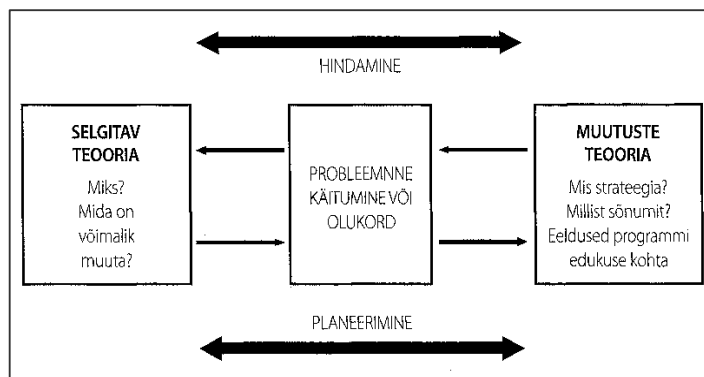 HINDAMINE
SELGITAV
TEOORIA
Miks?
Mida on
võimalik
muuta?
PROBLEEMNNE
KÄITUMINE VÕI
OLUKORD
MUUTUSTE
TEOORIA
Mis strateegia?
Millist sõnumit?
Eeldused programmi
edukuse kohta
PLANEERIMINE